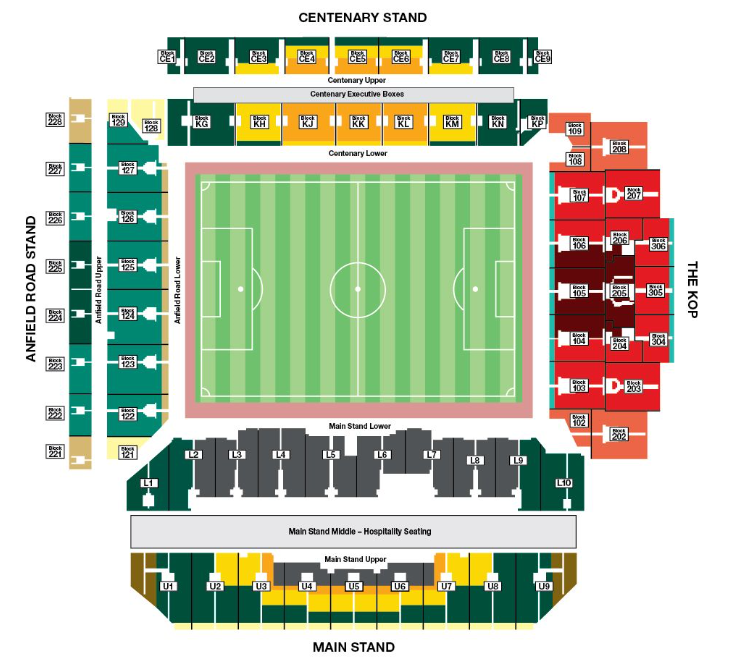 CENTENARY STAND
Block CE1
Block CE2
Block CE3
Block CE4
Block CE5
Block CE6
Block CE7
Block CE8
Block CE9
Centenary Upper
Centenary Executive Boxes
Block KG
Block KH
Block KJ
Block KK
Block KL
Block KM
Block KN
Block KP
Centenary Lower
ANFIELD ROAD STAND
Block 228
Block 227
Block 226
Block 225
Block 224
Block 223
Block 222
Block 221
Anfield Road Upper
Block 129
Block 128
Block 127
Block 126
Block 125
Block 124
Block 123
Block 122
Block 121
Anfield Road Lower
Block 109
Block 108
Block 107
Block 106
Block 105
Block 104
Block 103
Block 102
Block 208
Block 207
Block 206
Block 205
Block 204
Block 203
Block 202
Block 306
Block 305
Block 304
THE KOP
Main Stand Lower
L1
L2
L3
L4
L5
L6
L7
L8
L9
L10
Main Stand Middle – Hospitality Seating
Main Stand Upper
U1
U2
U3
U4
U5
U6
U7
U8
U9
MAIN STAND